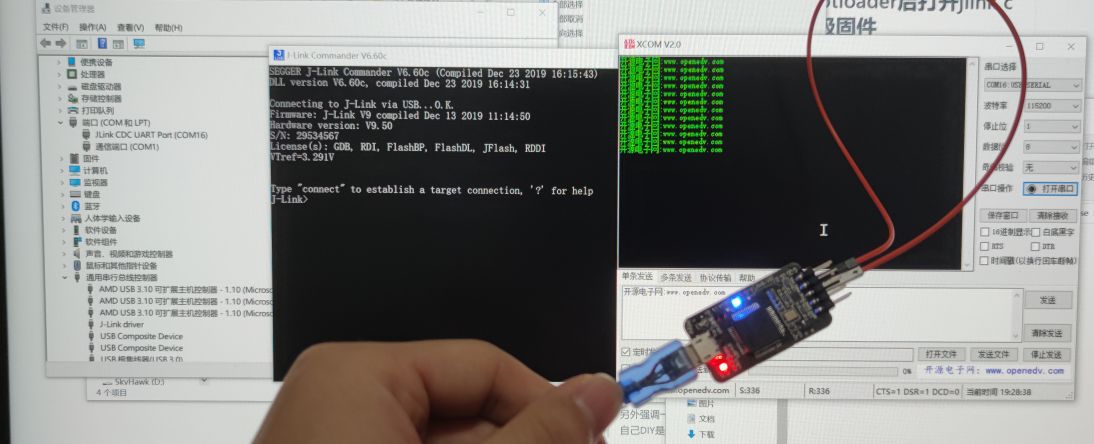 设备管理器
文件(F) 操作(A) 查看(V) 帮助(H)
便携设备
处理器
磁盘驱动器
存储控制器
打印队列
端口 (COM 和 LPT)
JLink CDC UART Port (COM16)
通信端口 (COM1)
固件
计算机
监视器
键盘
蓝牙
人体学输入设备
软件设备
软件组件
声音、视频和游戏控制器
鼠标和其他指针设备
通用串行总线控制器
AMD USB 3.10 可扩展主机控制器 - 1.10 (Microso
AMD USB 3.10 可扩展主机控制器 - 1.10 (Microso
AMD USB 3.10 可扩展主机控制器 - 1.10 (Microso
J-Link driver
USB Composite Device
USB Composite Device
USB 根集线器(USB 3.0)
SkyHawk (D:)
4 个项目
全部选择
J-Link Commander V6.60c
SEGGER J-Link Commander V6.60c (Compiled Dec 23 2019 16:15:43)
DLL version V6.60c, compiled Dec 23 2019 16:14:31
Connecting to J-Link via USB...O.K.
Firmware: J-Link V9 compiled Dec 13 2019 11:14:50
Hardware version: V9.50
S/N: 29534567
License(s): GDB, RDI, FlashBP, FlashDL, JFlash, RDDI
VTref=3.291V
Type "connect" to establish a target connection, '?' for help
J-Link>
otloader后打开jlink c
级固件
XCOM V2.0
开源电子网:www.openedv.com
开源电子网:www.openedv.com
开源电子网:www.openedv.com
开源电子网:www.openedv.com
开源电子网:www.openedv.com
开源电子网:www.openedv.com
开源电子网:www.openedv.com
开源电子网:www.openedv.com
开源电子网:www.openedv.com
开源电子网:www.openedv.com
开源电子网:www.openedv.com
开源电子网:www.openedv.com
串口选择
波特率 115200
停止位 1
数据位 8
校验 无
串口操作 打开串口
保存窗口 清除接收
16进制显示 白底黑字
RTS DTR
时间戳(以换行回车断帧)
单条发送 多条发送 协议传输 帮助
开源电子网:www.openedv.com
发送
清除发送
定时发
打开文件 发送文件 停止发送
0% 开源电子网: www.openedv.com
openedv.com S:336 R:336 CTS=1 DSR=1 DCD=0 当前时间 19:28:38
图片
文档
下载
另外强调一
自己DIY是